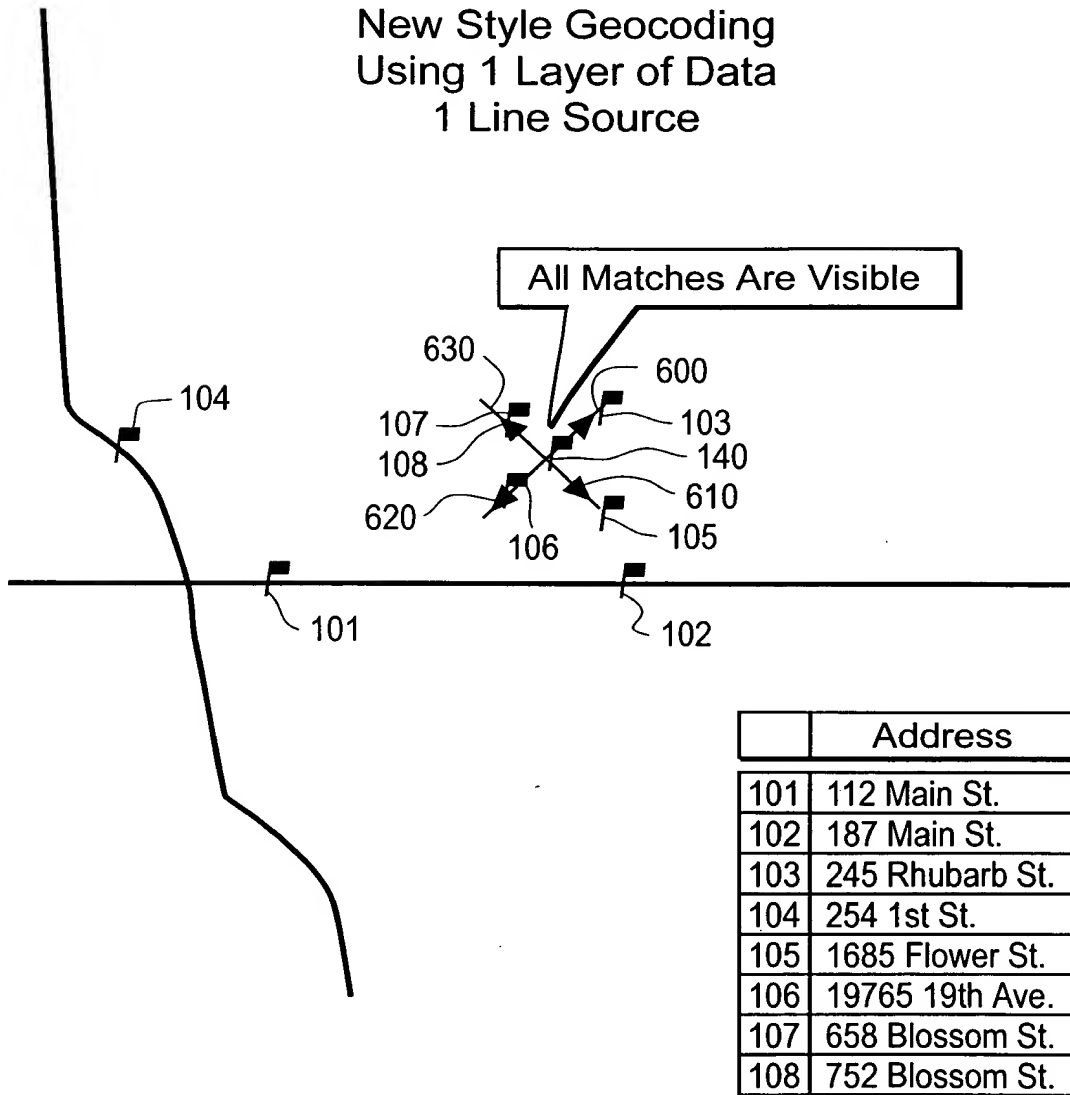 New Style Geocoding
Using 1 Layer of Data
1 Line Source
All Matches Are Visible
630
600
104
107
103
108
140
610
620
106
105
101
102
Address
101 112 Main St.
102 187 Main St.
103 245 Rhubarb St.
104 254 1st St.
105 1685 Flower St.
106 19765 19th Ave.
107 658 Blossom St.
108 752 Blossom St.